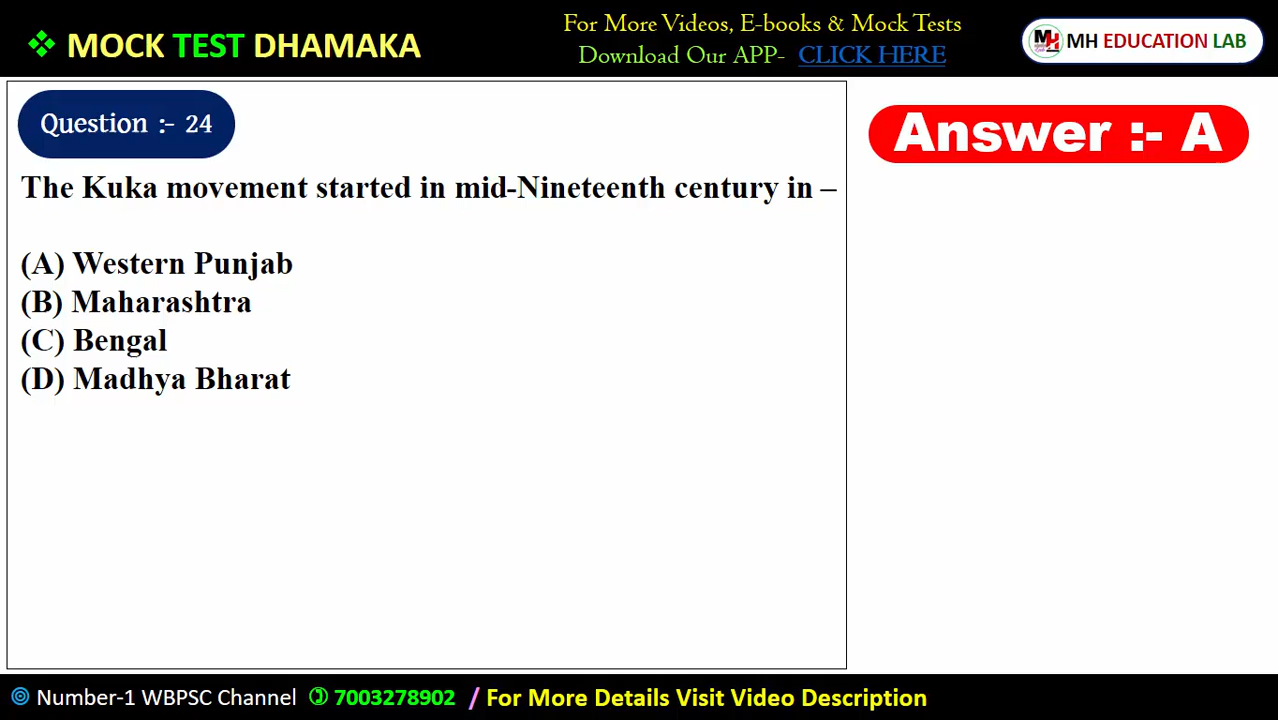 ❖ MOCK TEST DHAMAKA
For More Videos, E-books & Mock Tests
Download Our APP- CLICK HERE
MH EDUCATION LAB
Question :- 24
Answer :- A
The Kuka movement started in mid-Nineteenth century in –
(A) Western Punjab
(B) Maharashtra
(C) Bengal
(D) Madhya Bharat
Number-1 WBPSC Channel 7003278902 / For More Details Visit Video Description